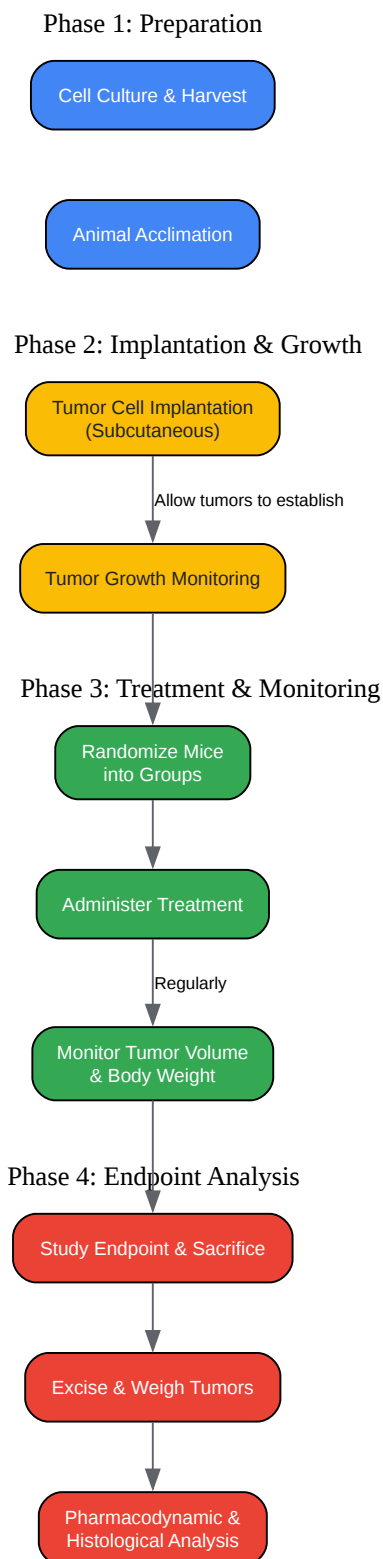 Phase 1: Preparation
Cell Culture & Harvest
Animal Acclimation
Phase 2: Implantation & Growth
Tumor Cell Implantation
(Subcutaneous)
Allow tumors to establish
Tumor Growth Monitoring
Phase 3: Treatment & Monitoring
Randomize Mice
into Groups
Administer Treatment
Regularly
Monitor Tumor Volume
& Body Weight
Phase 4: Endpoint Analysis
Study Endpoint & Sacrifice
Excise & Weigh Tumors
Pharmacodynamic &
Histological Analysis